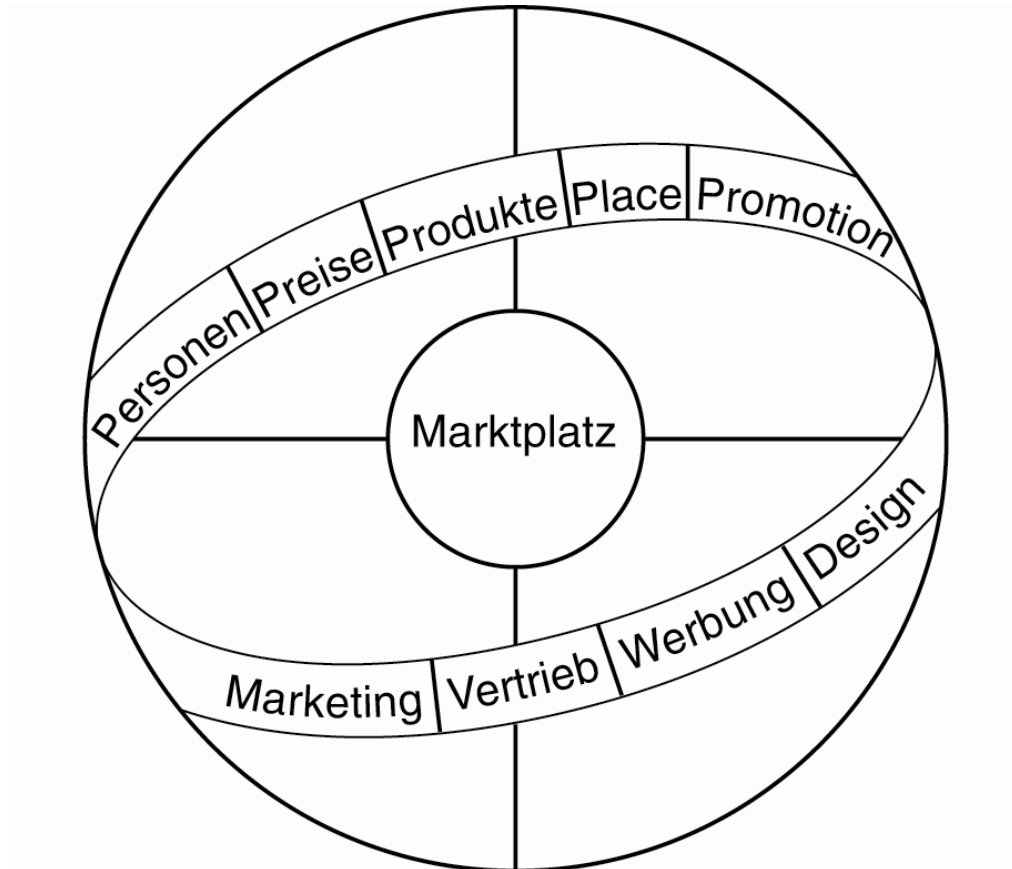 Personen
Preise
Produkte
Place
Promotion
Marktplatz
Marketing
Vertrieb
Werbung
Design